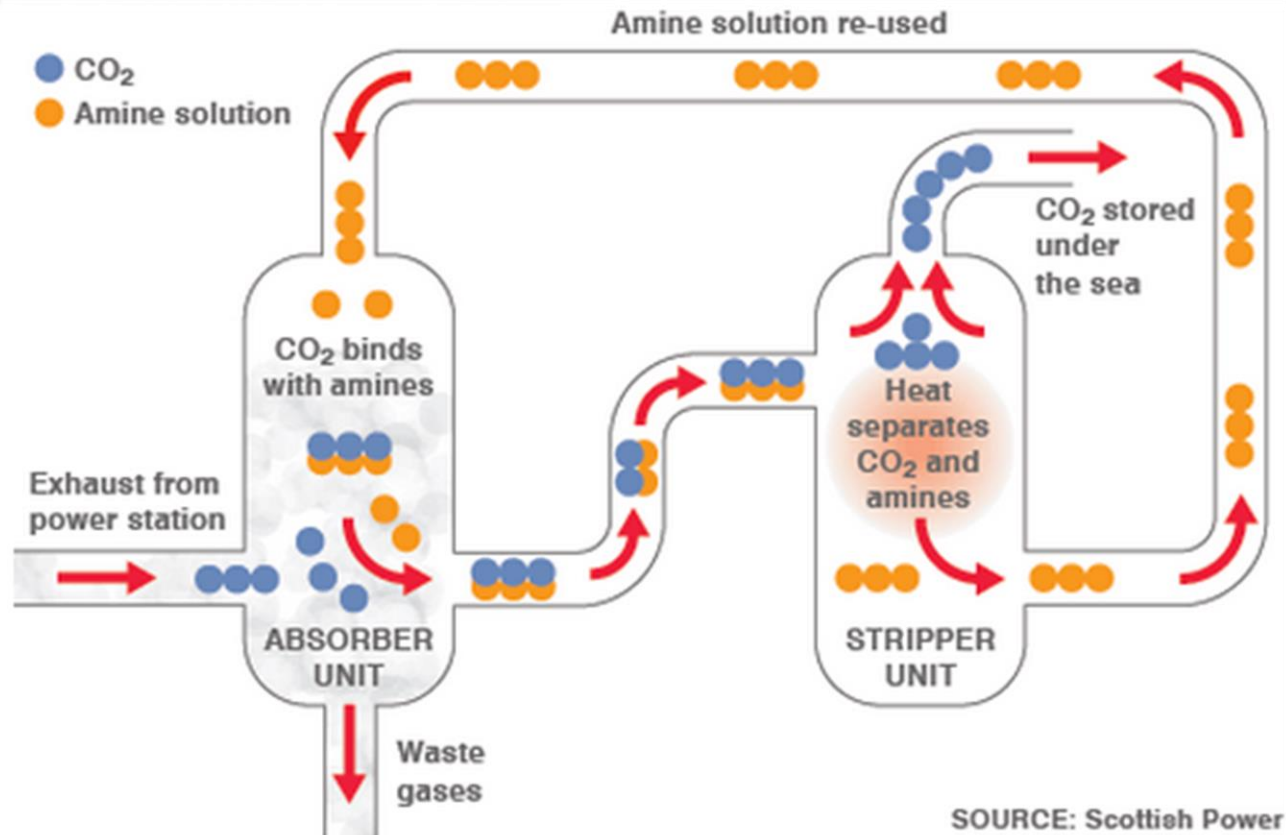 Amine solution re-used
CO₂
Amine solution
CO₂ stored
under
the sea
CO₂ binds
with amines
Heat
separates
CO₂ and
amines
Exhaust from
power station
ABSORBER
UNIT
STRIPPER
UNIT
Waste
gases
SOURCE: Scottish Power